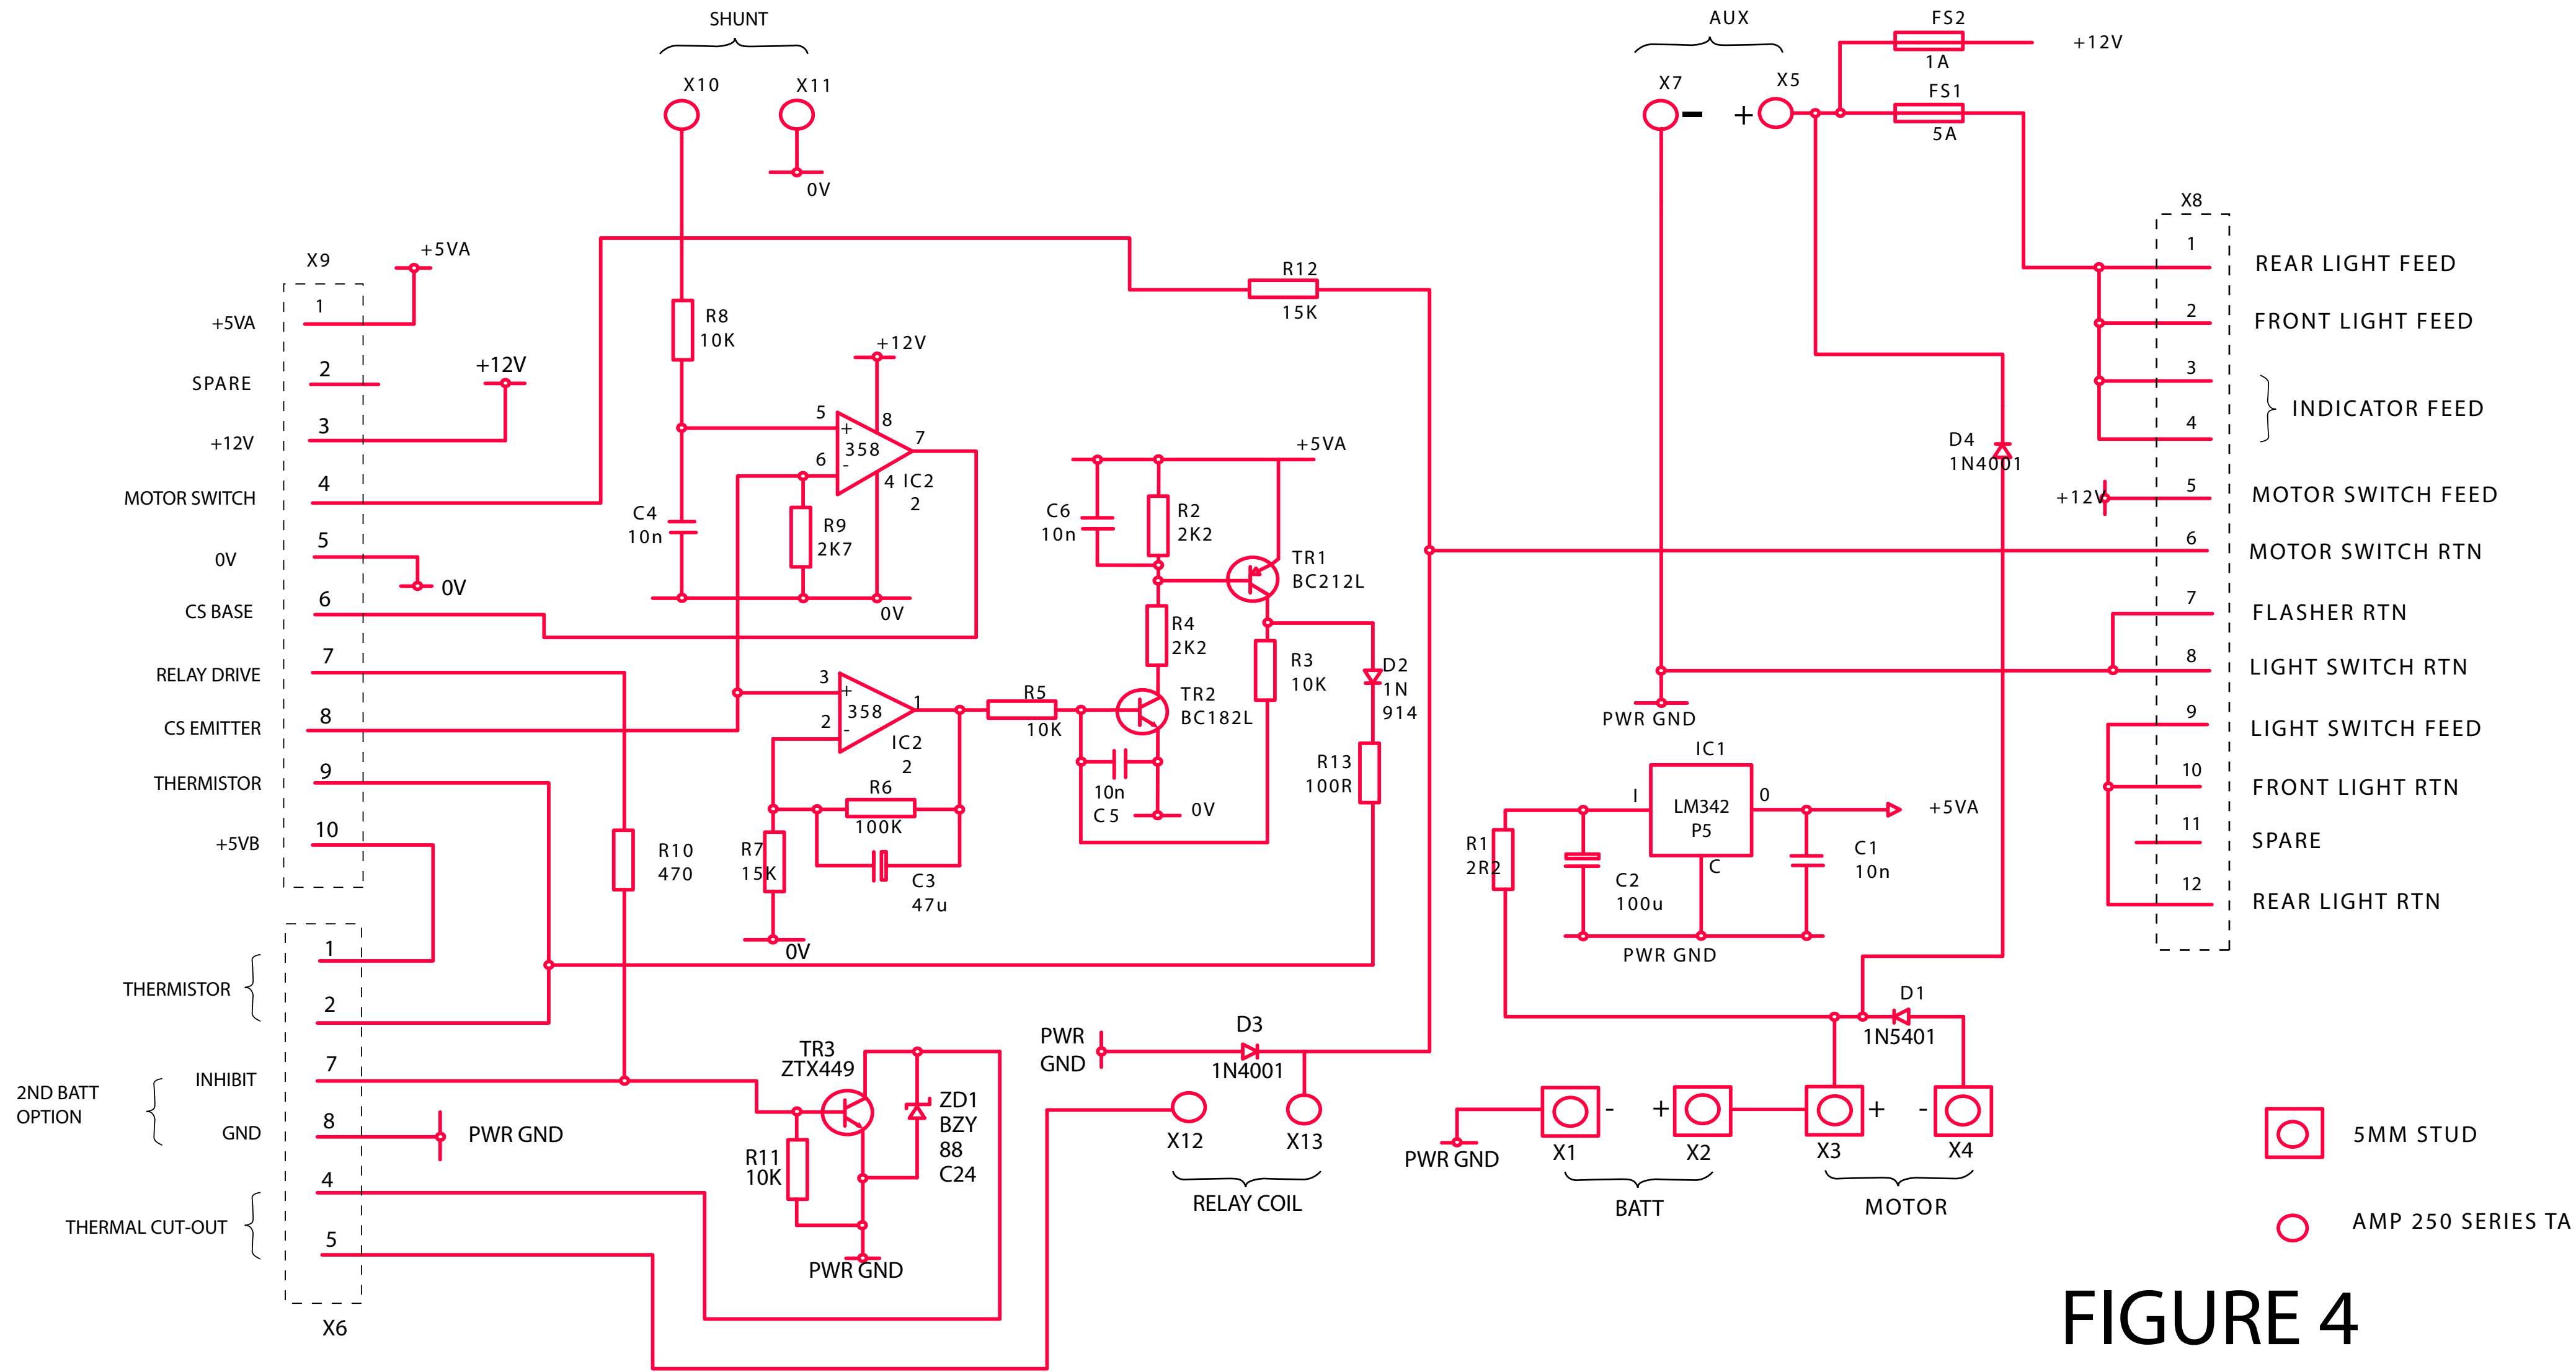 SHUNT
X10
X11
0V
AUX
X7
-
+
X5
FS2
1A
+12V
FS1
5A
X9
+5VA
1
+5VA
2
SPARE
+12V
3
+12V
4
MOTOR SWITCH
5
0V
0V
6
CS BASE
7
RELAY DRIVE
8
CS EMITTER
9
THERMISTOR
10
+5VB
R8
10K
C4
10n
+12V
5
+
358
6
-
8
7
4
IC2
2
R9
2K7
0V
R12
15K
3
+
358
2
-
1
IC2
2
R6
100K
C3
47u
R7
15K
0V
R5
10K
+5VA
C6
10n
R2
2K2
TR1
BC212L
R4
2K2
TR2
BC182L
R3
10K
D2
1N
914
10n
C5
0V
R13
100R
R10
470
D4
1N4001
PWR GND
IC1
I
LM342
P5
0
C
R1
2R2
C2
100u
C1
10n
+5VA
PWR GND
X8
1
REAR LIGHT FEED
2
FRONT LIGHT FEED
3
INDICATOR FEED
4
+12V
5
MOTOR SWITCH FEED
6
MOTOR SWITCH RTN
7
FLASHER RTN
8
LIGHT SWITCH RTN
9
LIGHT SWITCH FEED
10
FRONT LIGHT RTN
11
SPARE
12
REAR LIGHT RTN
1
THERMISTOR
2
7
INHIBIT
2ND BATT
OPTION
8
GND
PWR GND
4
THERMAL CUT-OUT
5
X6
TR3
ZTX449
R11
10K
ZD1
BZY
88
C24
PWR GND
PWR
GND
D3
1N4001
X12
X13
RELAY COIL
D1
1N5401
PWR GND
-
X1
+
X2
BATT
+
X3
-
X4
MOTOR
5MM STUD
AMP 250 SERIES TA
FIGURE 4